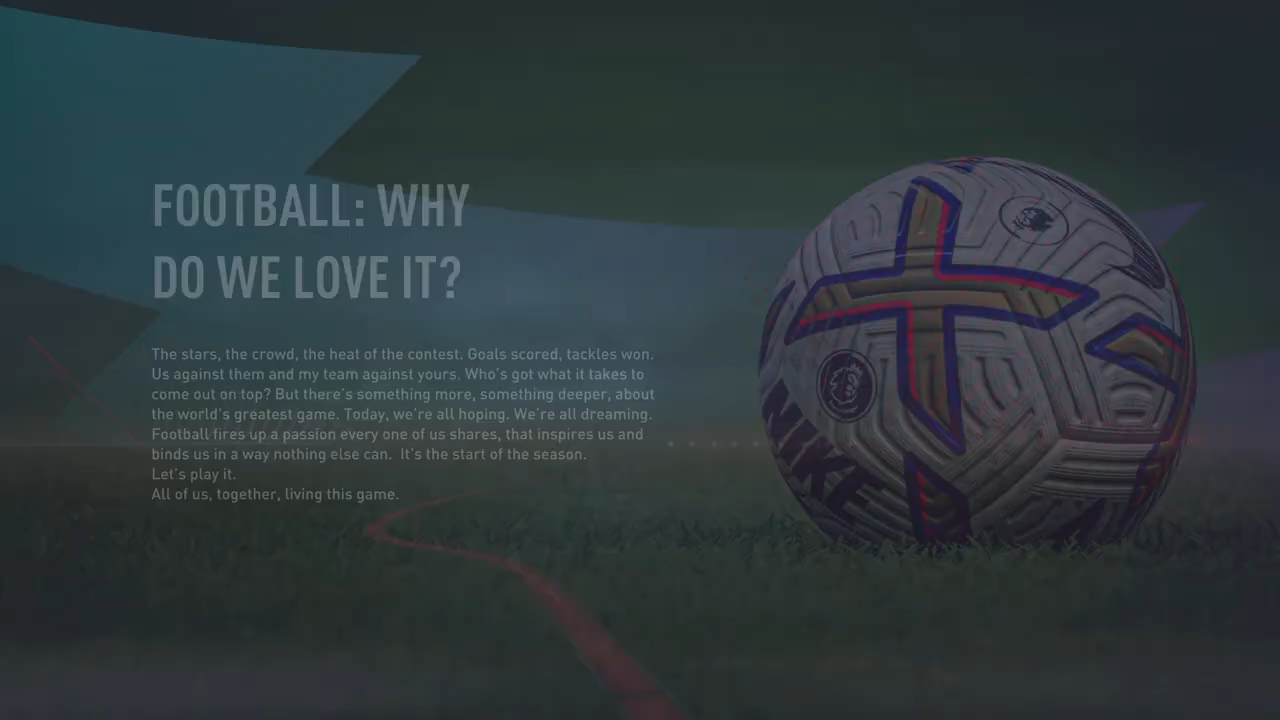 FOOTBALL: WHY
DO WE LOVE IT?
The stars, the crowd, the heat of the contest. Goals scored, tackles won.
Us against them and my team against yours. Who's got what it takes to
come out on top? But there's something more, something deeper, about
the world's greatest game. Today, we're all hoping. We're all dreaming.
Football fires up a passion every one of us shares, that inspires us and
binds us in a way nothing else can.  It's the start of the season.
Let's play it.
All of us, together, living this game.
NIKE